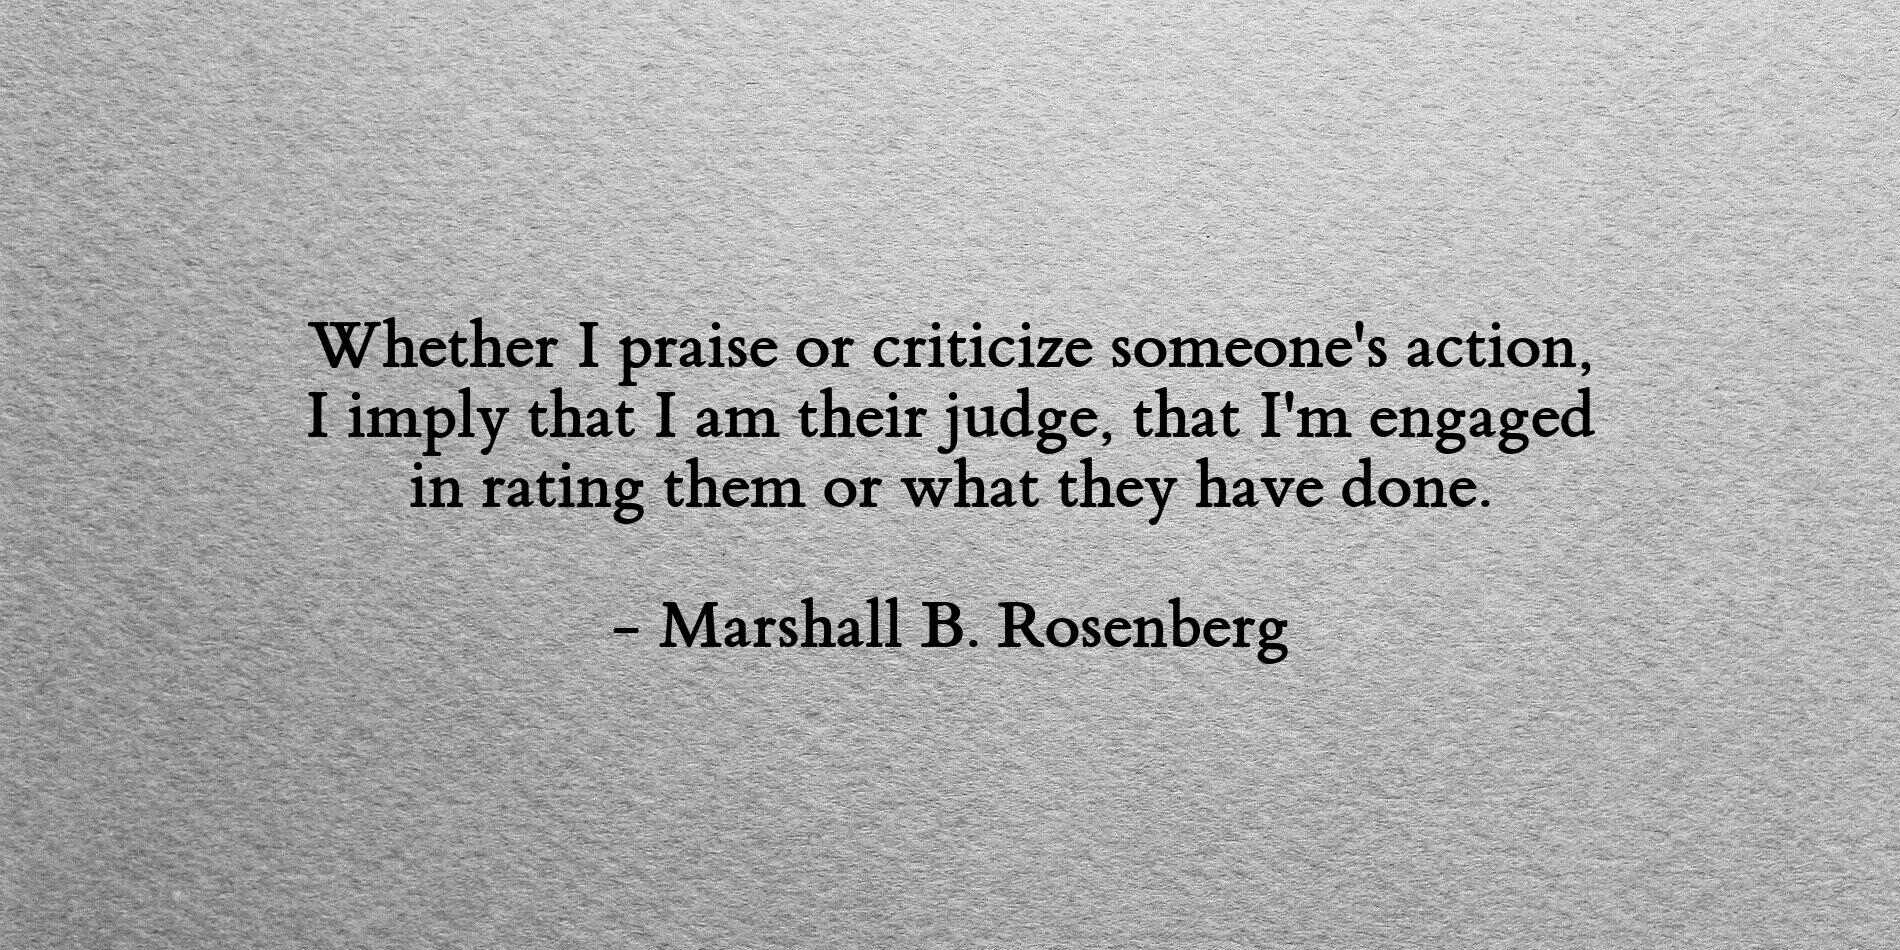 Whether I praise or criticize someone's action,
I imply that I am their judge, that I'm engaged
in rating them or what they have done.
- Marshall B. Rosenberg